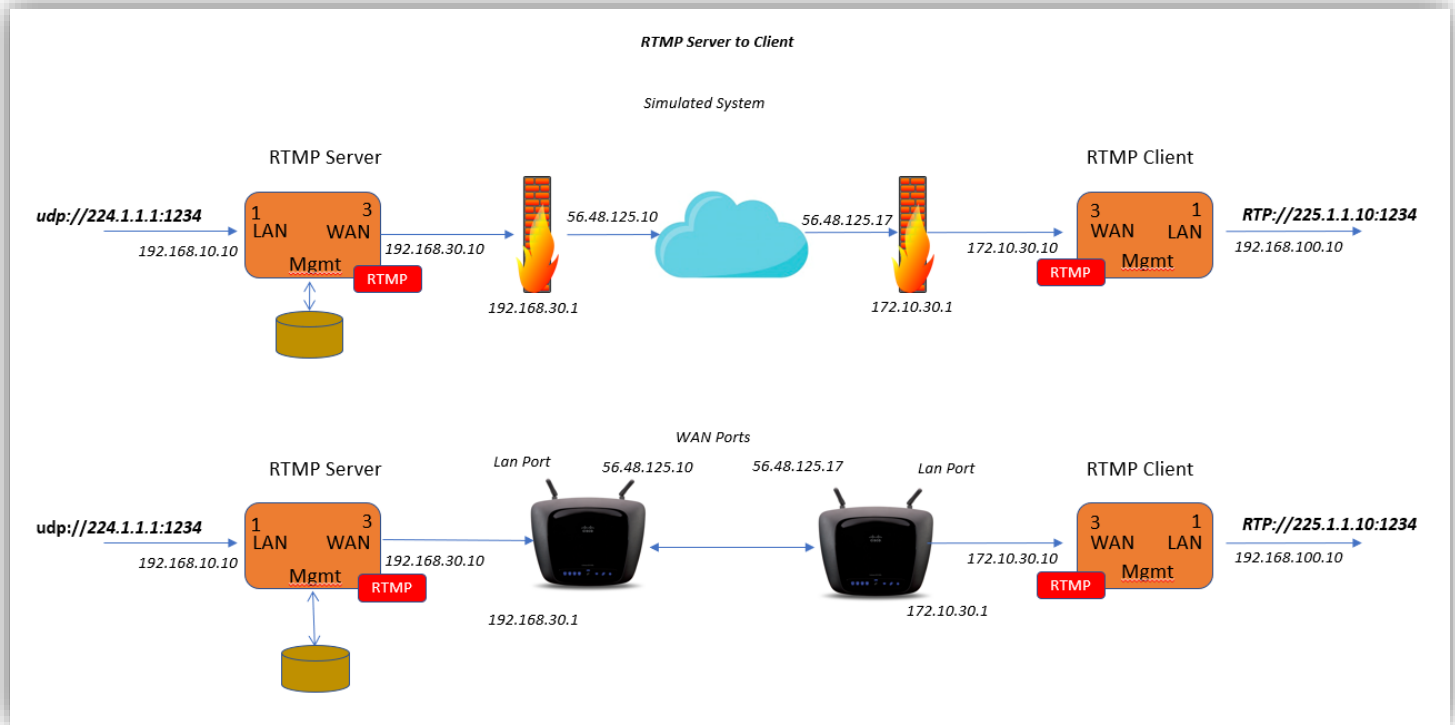 RTMP Server to Client
Simulated System
RTMP Server
RTMP Client
udp://224.1.1.1:1234
192.168.10.10
1
3
LAN
WAN
Mgmt
RTMP
192.168.30.10
56.48.125.10
192.168.30.1
56.48.125.17
172.10.30.1
172.10.30.10
3
1
WAN
LAN
Mgmt
RTMP
RTP://225.1.1.10:1234
192.168.100.10
WAN Ports
RTMP Server
Lan Port
56.48.125.10
56.48.125.17
Lan Port
RTMP Client
udp://224.1.1.1:1234
192.168.10.10
1
3
LAN
WAN
Mgmt
RTMP
192.168.30.10
192.168.30.1
172.10.30.1
172.10.30.10
3
1
WAN
LAN
Mgmt
RTMP
RTP://225.1.1.10:1234
192.168.100.10